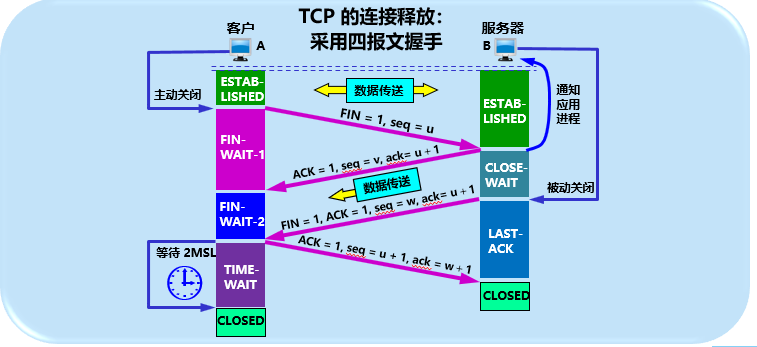 TCP 的连接释放：
采用四报文握手
客户
A
服务器
B
ESTAB-
LISHED
主动关闭
数据传送
ESTAB-
LISHED
通知
应用
进程
FIN = 1, seq = u
FIN-
WAIT-1
ACK = 1, seq = v, ack= u + 1
CLOSE-
WAIT
数据传送
被动关闭
FIN-
WAIT-2
FIN = 1, ACK = 1, seq = w, ack= u + 1
LAST-
ACK
ACK = 1, seq = u + 1, ack = w + 1
等待 2MSL
TIME-
WAIT
CLOSED
CLOSED